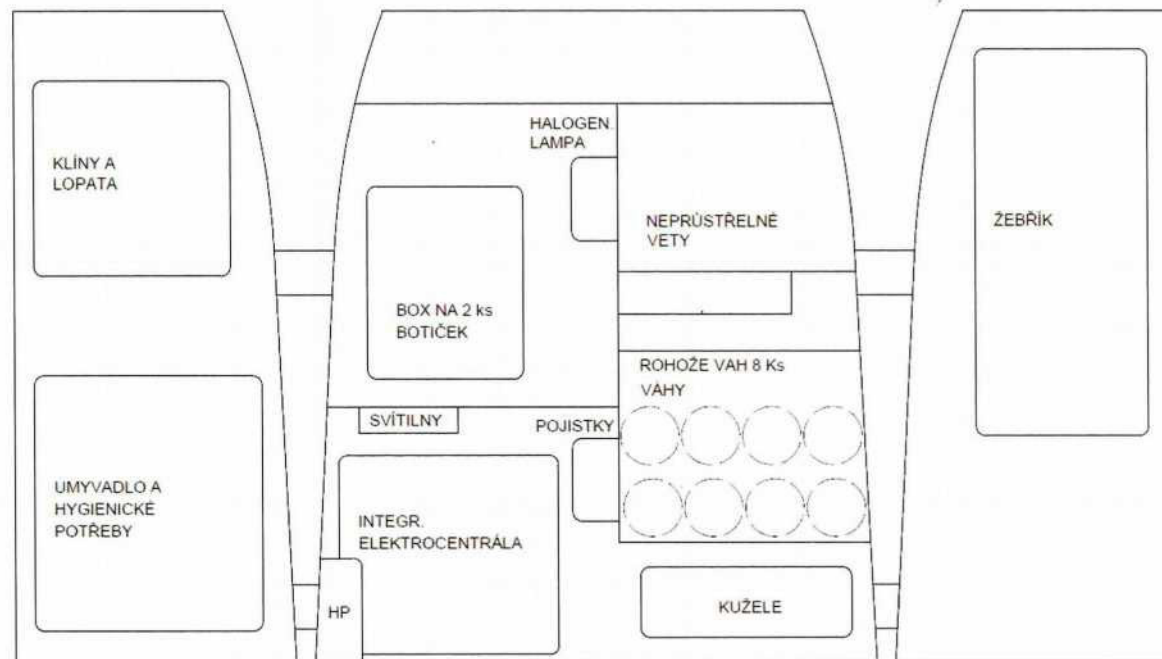 KLÍNY A
LOPATA
UMYVADLO A
HYGIENICKÉ
POTŘEBY
HALOGEN.
LAMPA
BOX NA 2 ks
BOTIČEK
SVÍTILNY
POJISTKY
INTEGR.
ELEKTROCENTRÁLA
HP
NEPRŮSTŘELNÉ
VETY
ROHOŽE VAH 8 Ks
VÁHY
KUŽELE
ŽEBŘÍK